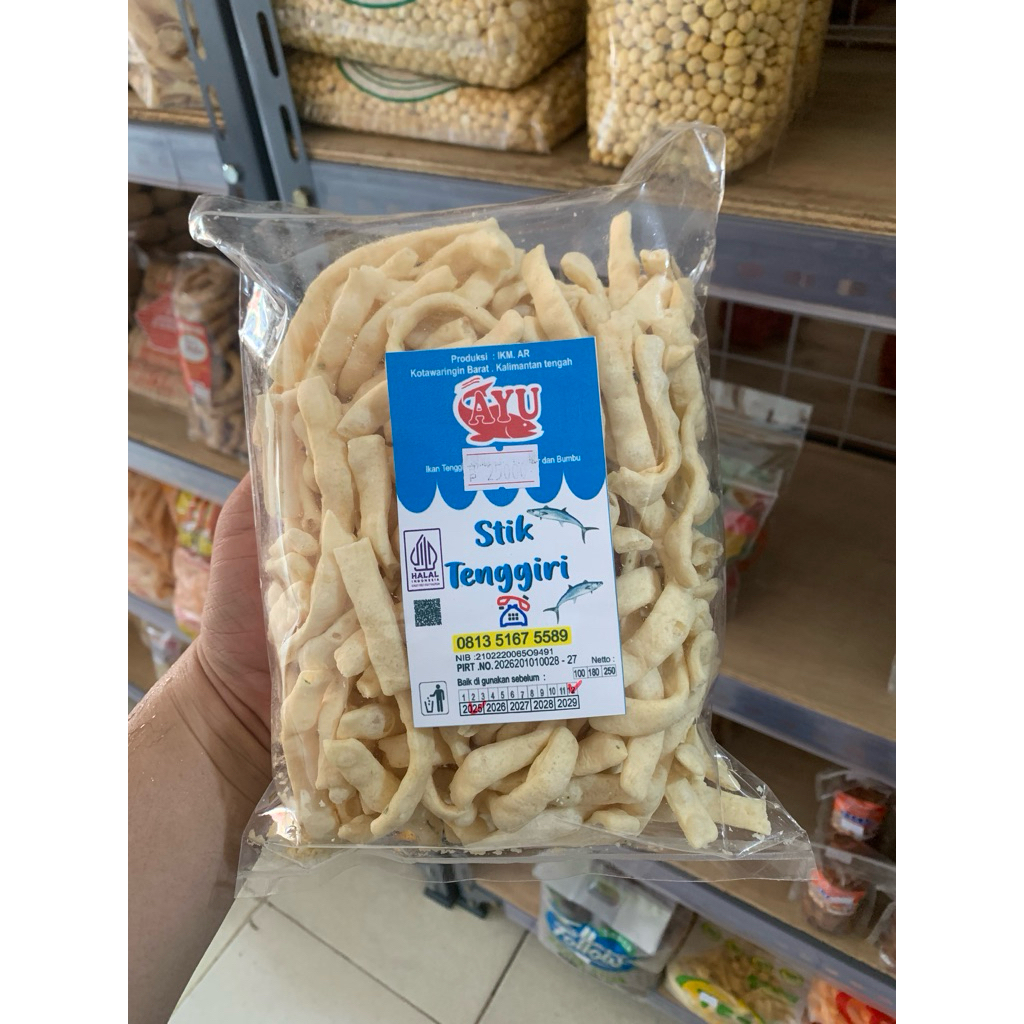 Produksi : IKM. AR
Kotawaringin Barat . Kalimantan tengah
AYU
Ikan dan Bumbu
Stik
Tenggiri
HALAL
INDONESIA
0813 5167 5589
NIB :2102220065O9491
PIRT .NO. 2026201010028 - 27
Netto :
100 180 250
Baik di gunakan sebelum :
1 2 3 4 5 6 7 8 9 10 11 12
2025 2026 2027 2028 2029